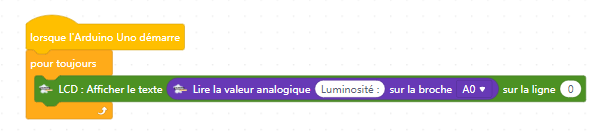 lorsque l'Arduino Uno démarre
pour toujours
LCD : Afficher le texte Lire la valeur analogique Luminosité : sur la broche A0 sur la ligne 0